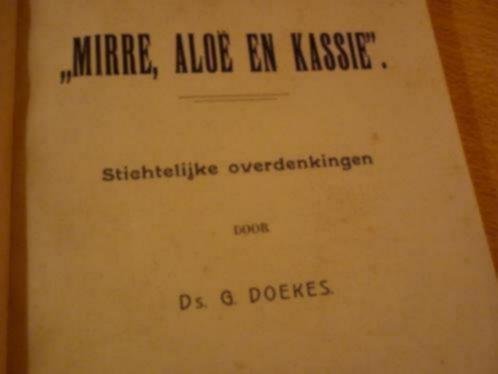 „MIRRE, ALOË EN KASSIE”.
Stichtelijke overdenkingen
DOOR
Ds. G. DOEKES.